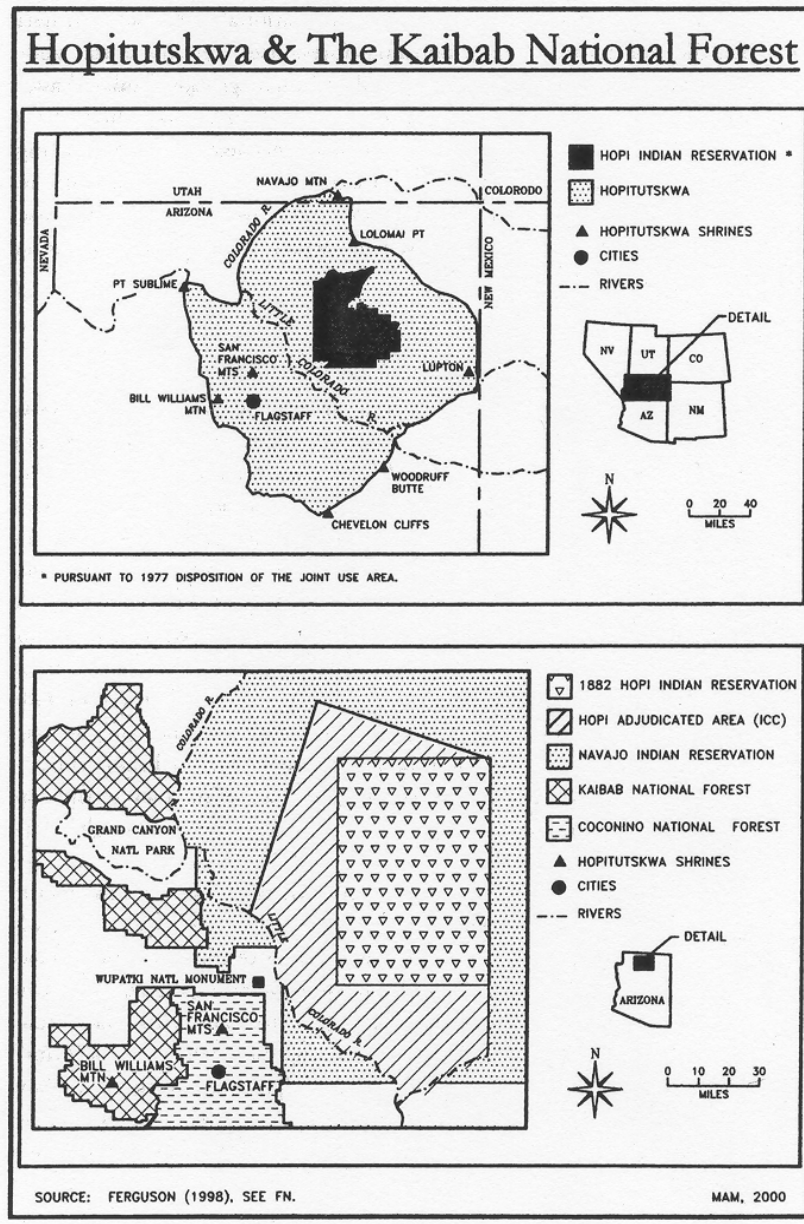 Hopitutskwa & The Kaibab National Forest
NAVAJO MTN
UTAH
COLORODO
ARIZONA
COLORADO R.
NEVADA
LOLOMAI PT
NEW MEXICO
PT SUBLIME
LITTLE
COLORADO
R.
SAN
FRANCISCO
MTS
LUPTON
BILL WILLIAMS
MTN
FLAGSTAFF
WOODRUFF
BUTTE
CHEVELON CLIFFS
HOPI INDIAN RESERVATION *
HOPITUTSKWA
HOPITUTSKWA SHRINES
CITIES
RIVERS
DETAIL
NV
UT
CO
AZ
NM
N
0 20 40
MILES
* PURSUANT TO 1977 DISPOSITION OF THE JOINT USE AREA.
COLORADO R.
GRAND CANYON
NATL PARK
LITTLE
COLORADO R.
WUPATKI NATL MONUMENT
SAN
FRANCISCO
MTS
BILL WILLIAMS
MTN
FLAGSTAFF
1882 HOPI INDIAN RESERVATION
HOPI ADJUDICATED AREA (ICC)
NAVAJO INDIAN RESERVATION
KAIBAB NATIONAL FOREST
COCONINO NATIONAL FOREST
HOPITUTSKWA SHRINES
CITIES
RIVERS
DETAIL
ARIZONA
N
0 10 20 30
MILES
SOURCE: FERGUSON (1998), SEE FN.
MAM, 2000